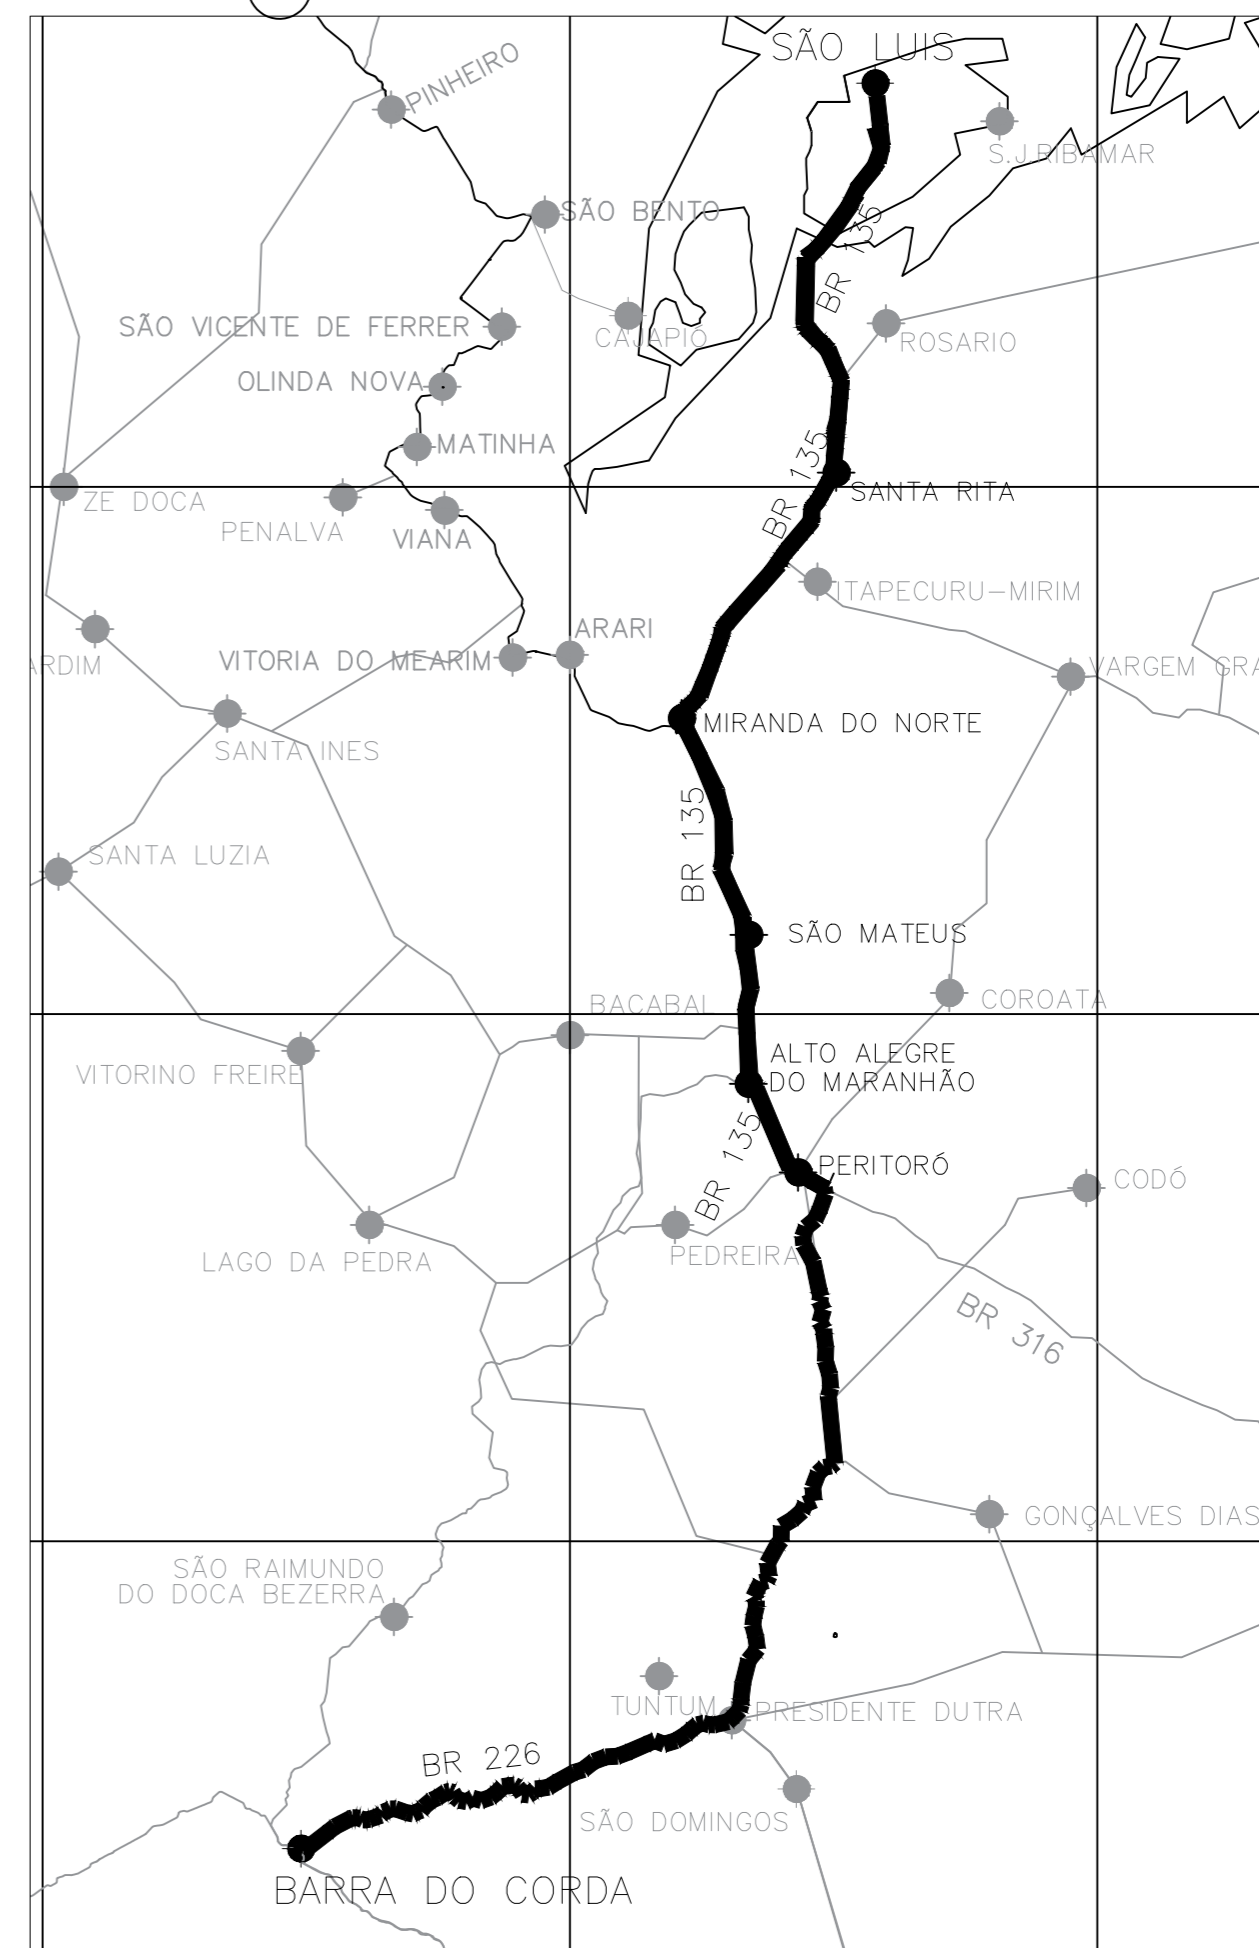 SÃO LUIS
PINHEIRO
S.J.RIBAMAR
SÃO BENTO
BR 135
SÃO VICENTE DE FERRER
CAJAPIÓ
ROSARIO
OLINDA NOVA
MATINHA
BR 135
SANTA RITA
ZE DOCA
PENALVA
VIANA
ITAPECURU-MIRIM
ARARI
VITORIA DO MEARIM
ARDIM
VARGEM GRA
MIRANDA DO NORTE
SANTA INES
BR 135
SANTA LUZIA
SÃO MATEUS
BACABAL
COROATA
ALTO ALEGRE
DO MARANHÃO
VITORINO FREIRE
BR 135
PERITORÓ
CODÓ
PEDREIRA
LAGO DA PEDRA
BR 316
GONÇALVES DIAS
SÃO RAIMUNDO
DO DOCA BEZERRA
TUNTUM
PRESIDENTE DUTRA
BR 226
SÃO DOMINGOS
BARRA DO CORDA